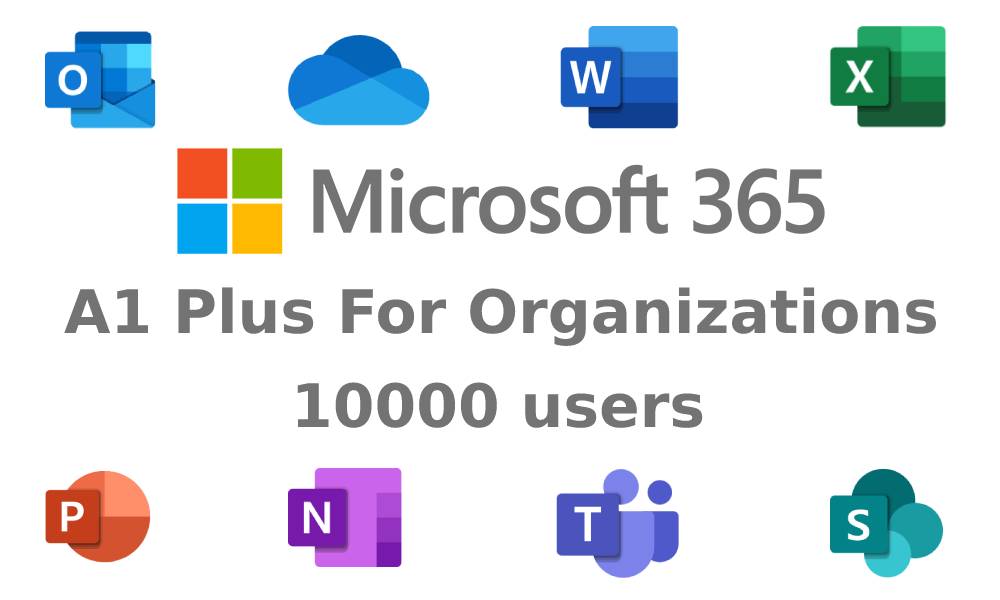 O
W
X
Microsoft 365
A1 Plus For Organizations
10000 users
P
N
T
S